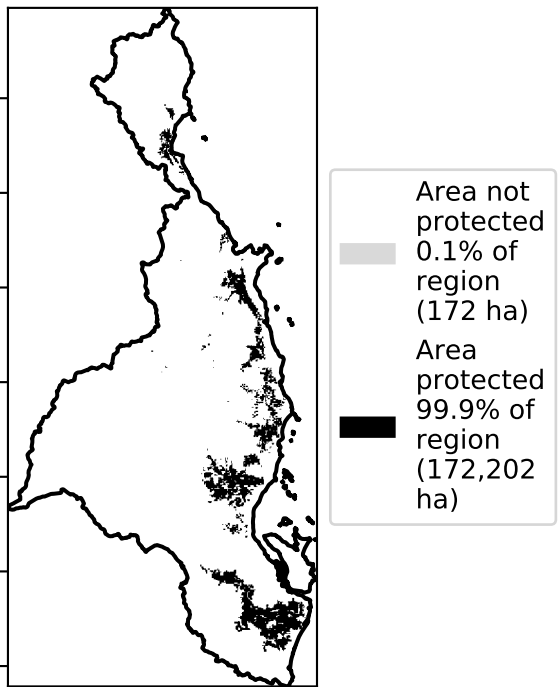 Area not
protected
0.1% of
region
(172 ha)
Area
protected
99.9% of
region
(172,202
ha)